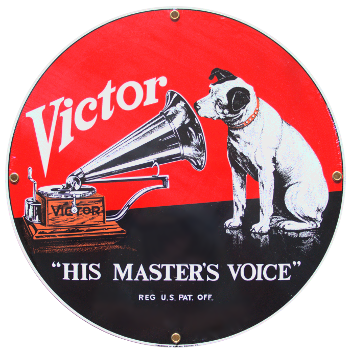 Victor
VICTOR
“HIS MASTER'S VOICE”
REG U.S. PAT. OFF.